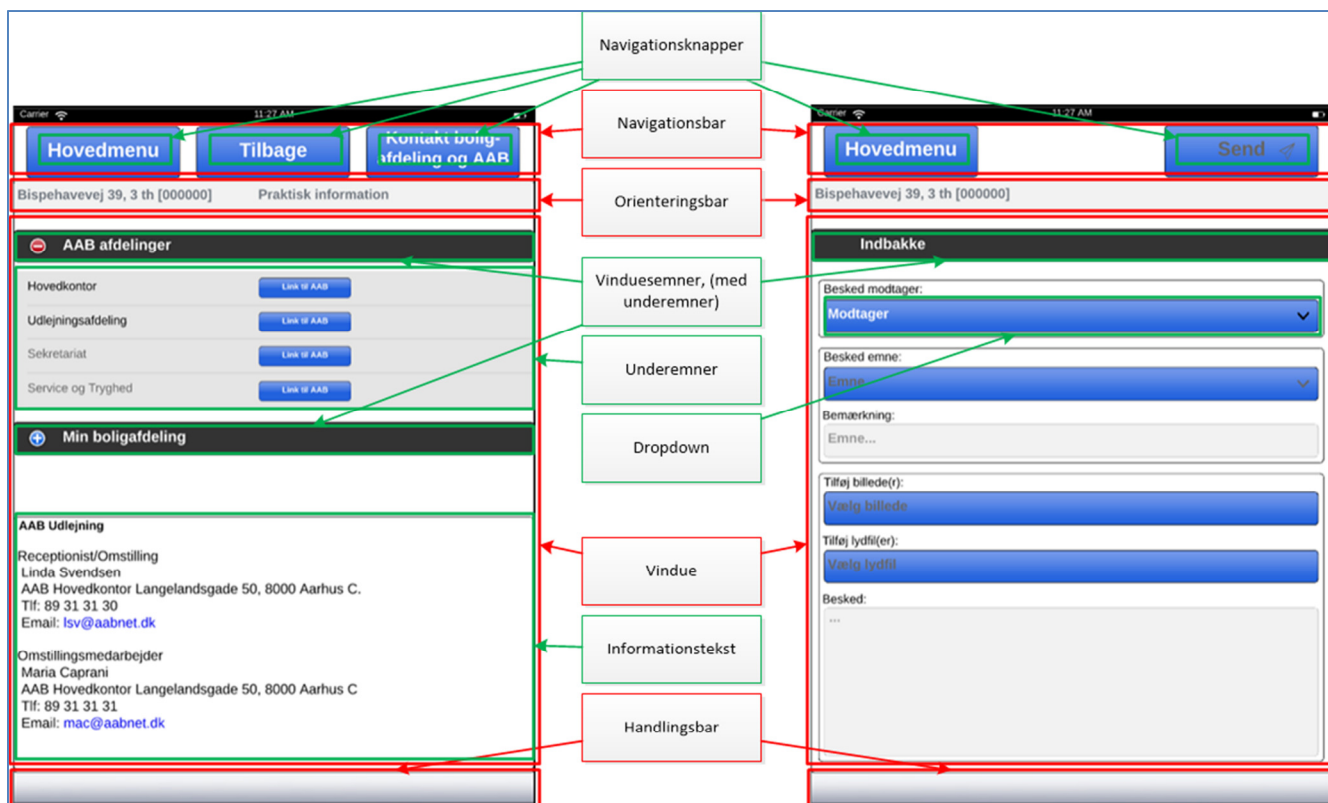 Navigationsknapper
Navigationsbar
Orienteringsbar
Vinduesemner, (med
underemner)
Underemner
Dropdown
Vindue
Informationstekst
Handlingsbar
Carrier
11:27 AM
Hovedmenu
Tilbage
Kontakt bolig-
afdeling og AAB
Bispehavevej 39, 3 th [000000]
Praktisk information
AAB afdelinger
Hovedkontor
Link til AAB
Udlejningsafdeling
Link til AAB
Sekretariat
Link til AAB
Service og Tryghed
Link til AAB
Min boligafdeling
AAB Udlejning
Receptionist/Omstilling
Linda Svendsen
AAB Hovedkontor Langelandsgade 50, 8000 Aarhus C.
Tlf: 89 31 31 30
Email: lsv@aabnet.dk
Omstillingsmedarbejder
Maria Caprani
AAB Hovedkontor Langelandsgade 50, 8000 Aarhus C
Tlf: 89 31 31 31
Email: mac@aabnet.dk
Carrier
11:27 AM
Hovedmenu
Send
Bispehavevej 39, 3 th [000000]
Indbakke
Besked modtager:
Modtager
Besked emne:
Emne...
Bemærkning:
Emne...
Tilføj billede(r):
Vælg billede
Tilføj lydfil(er):
Vælg lydfil
Besked:
...